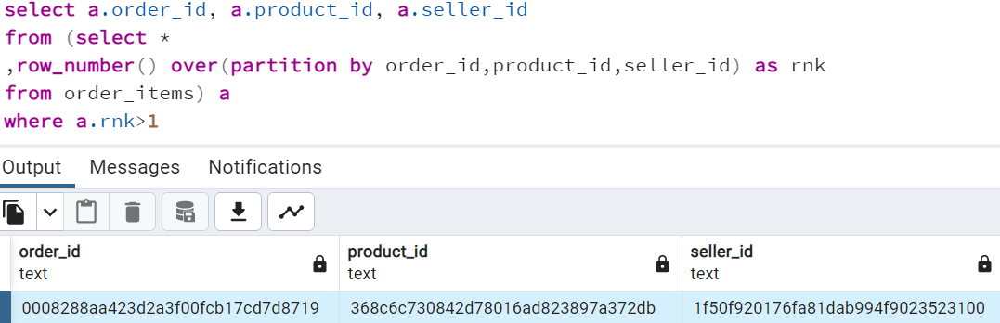 select a.order_id, a.product_id, a.seller_id
from (select *
,row_number() over(partition by order_id,product_id,seller_id) as rnk
from order_items) a
where a.rnk>1
Output Messages Notifications
order_id product_id seller_id
text text text
0008288aa423d2a3f00fcb17cd7d8719 368c6c730842d78016ad823897a372db 1f50f920176fa81dab994f9023523100